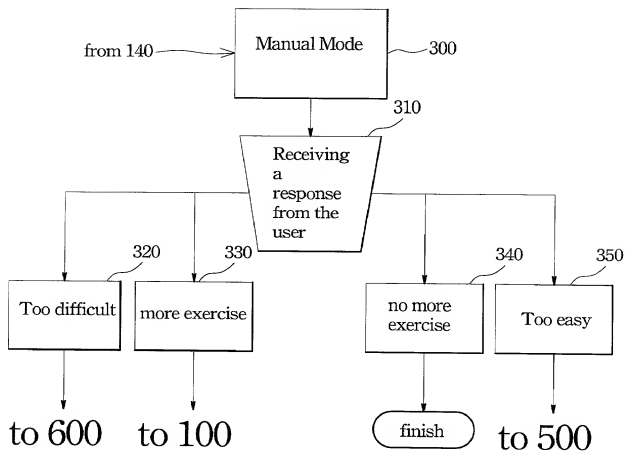 Manual Mode
from 140
300
310
Receiving
a
response
from the
user
320
330
340
350
Too difficult
more exercise
no more
exercise
Too easy
to 600
to 100
finish
to 500